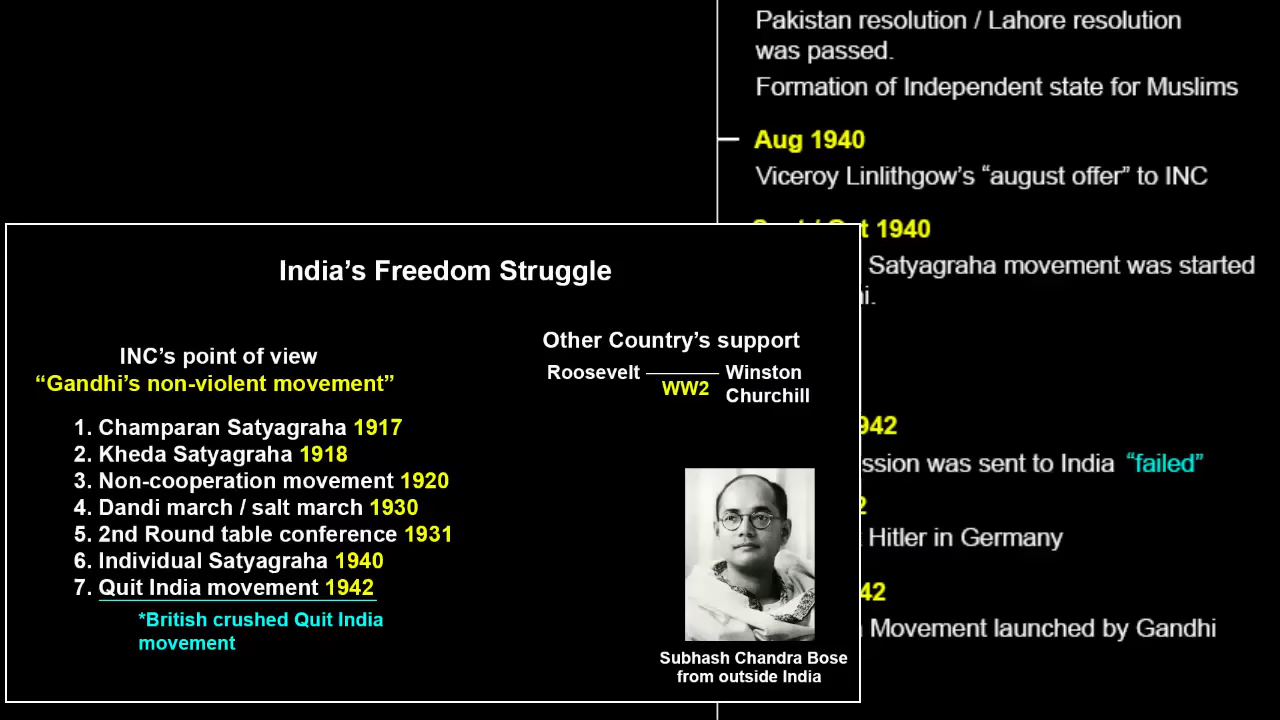 Pakistan resolution / Lahore resolution
was passed.
Formation of Independent state for Muslims
Aug 1940
Viceroy Linlithgow’s “august offer” to INC
1940
Satyagraha movement was started
India’s Freedom Struggle
INC’s point of view
“Gandhi’s non-violent movement”
1. Champaran Satyagraha 1917
2. Kheda Satyagraha 1918
3. Non-cooperation movement 1920
4. Dandi march / salt march 1930
5. 2nd Round table conference 1931
6. Individual Satyagraha 1940
7. Quit India movement 1942
*British crushed Quit India
movement
Other Country’s support
Roosevelt
WW2
Winston
Churchill
Subhash Chandra Bose
from outside India
was sent to India “failed”
Hitler in Germany
Movement launched by Gandhi